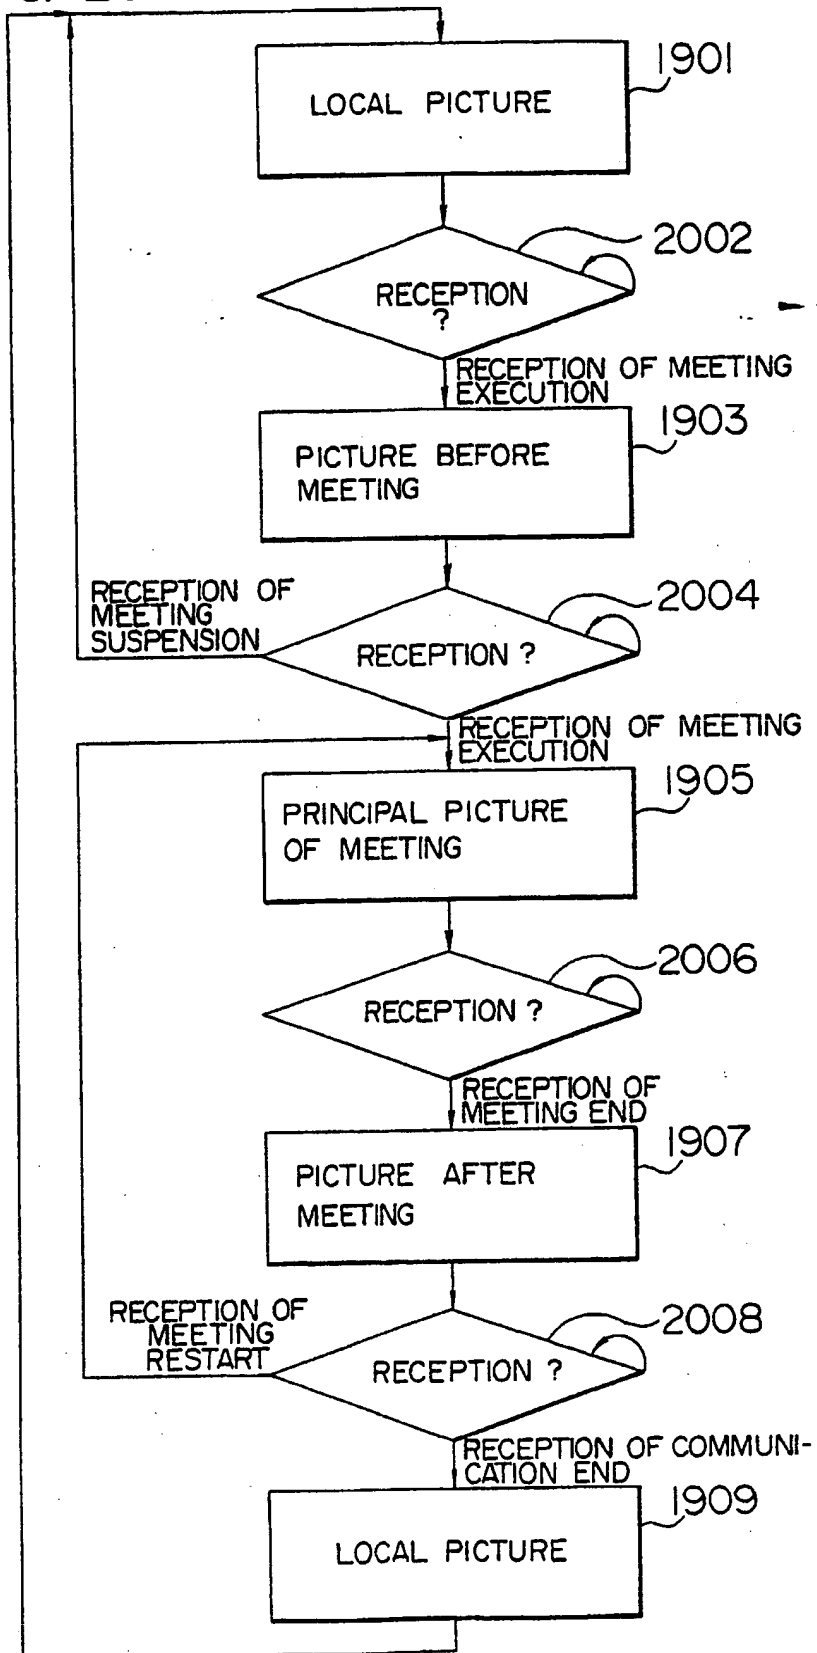 1901
LOCAL PICTURE
2002
RECEPTION
?
RECEPTION OF MEETING
EXECUTION
1903
PICTURE BEFORE
MEETING
RECEPTION OF
MEETING
SUSPENSION
2004
RECEPTION ?
RECEPTION OF MEETING
EXECUTION
1905
PRINCIPAL PICTURE
OF MEETING
2006
RECEPTION ?
RECEPTION OF
MEETING END
1907
PICTURE AFTER
MEETING
RECEPTION OF
MEETING
RESTART
2008
RECEPTION ?
RECEPTION OF COMMUNI-
CATION END
1909
LOCAL PICTURE